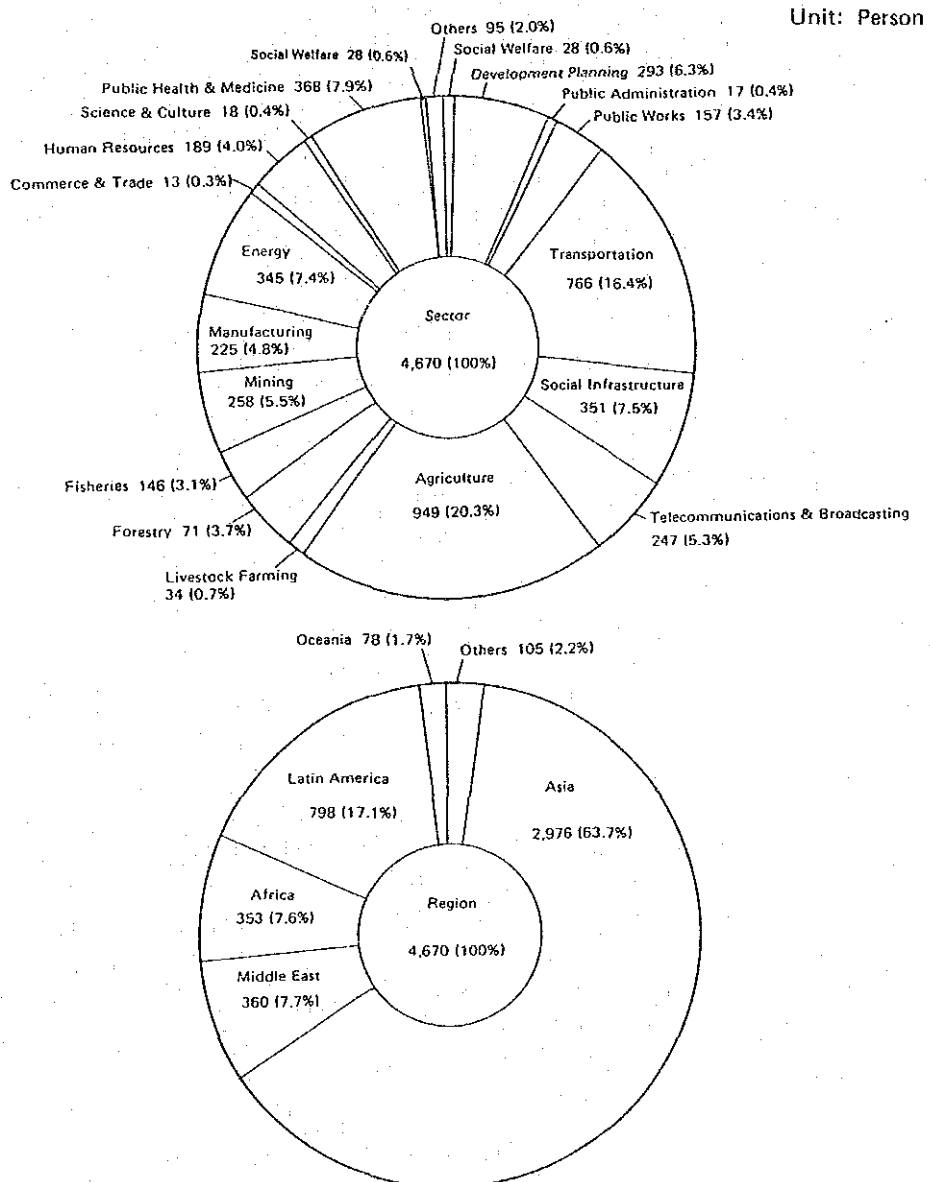 Unit: Person
Others 95 (2.0%)
Social Welfare 28 (0.6%)
Social Welfare 28 (0.6%)
Development Planning 293 (6.3%)
Public Health & Medicine 368 (7.9%)
Public Administration 17 (0.4%)
Science & Culture 18 (0.4%)
Public Works 157 (3.4%)
Human Resources 189 (4.0%)
Commerce & Trade 13 (0.3%)
Energy
345 (7.4%)
Transportation
766 (16.4%)
Sector
4,670 (100%)
Manufacturing
225 (4.8%)
Mining
258 (5.5%)
Social Infrastructure
351 (7.5%)
Fisheries 146 (3.1%)
Agriculture
949 (20.3%)
Forestry 71 (3.7%)
Telecommunications & Broadcasting
247 (5.3%)
Livestock Farming
34 (0.7%)
Oceania 78 (1.7%)
Others 105 (2.2%)
Latin America
798 (17.1%)
Asia
2,976 (63.7%)
Africa
353 (7.6%)
Region
4,670 (100%)
Middle East
360 (7.7%)